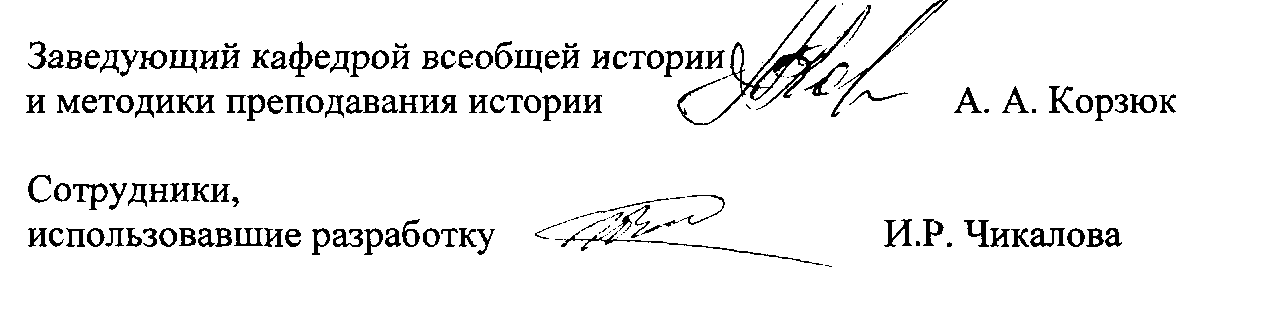 Заведующий кафедрой всеобщей истории
и методики преподавания истории А. А. Корзюк
Сотрудники,
использовавшие разработку И.Р. Чикалова